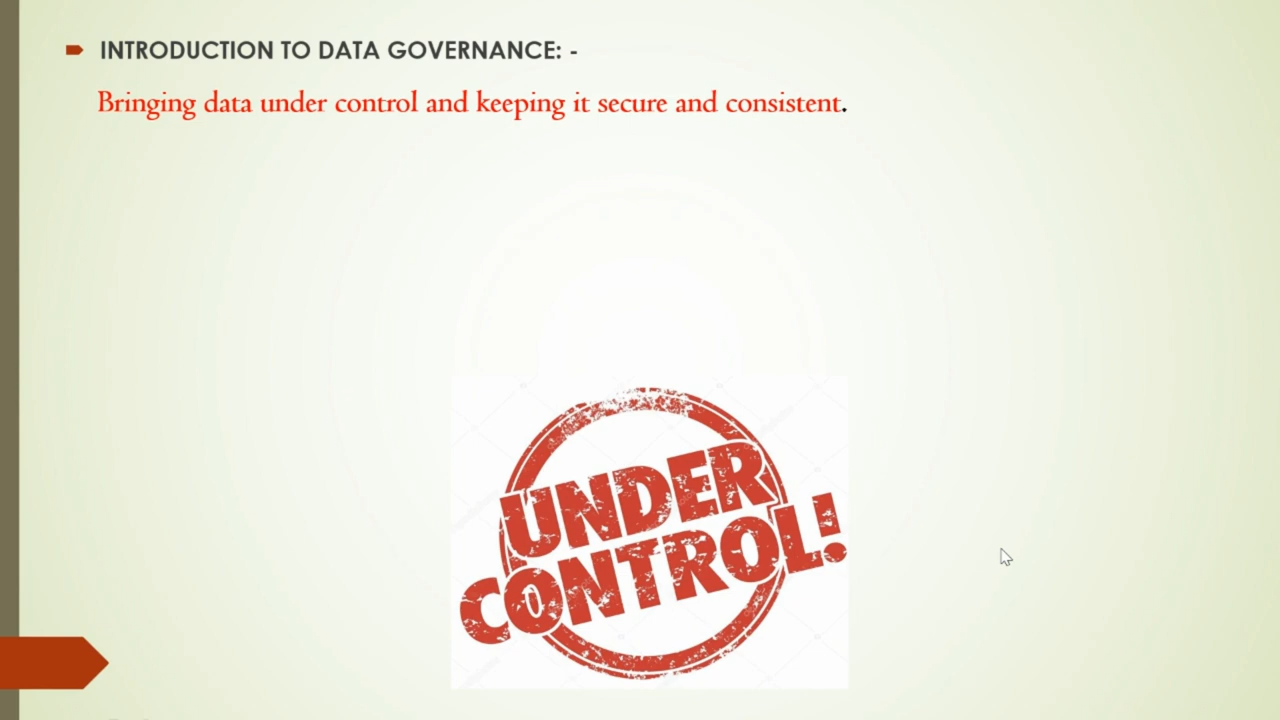 INTRODUCTION TO DATA GOVERNANCE: -
Bringing data under control and keeping it secure and consistent.
UNDER
CONTROL!